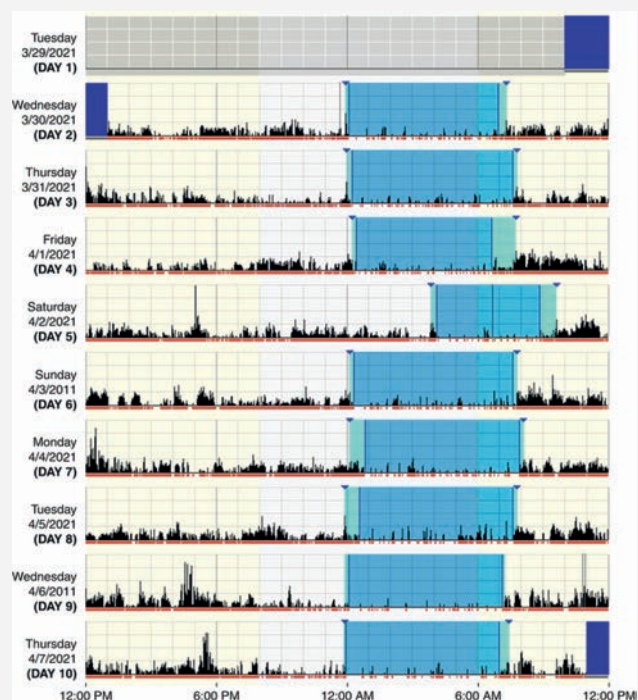 Tuesday
3/29/2021
(DAY 1)
Wednesday
3/30/2021
(DAY 2)
Thursday
3/31/2021
(DAY 3)
Friday
4/1/2021
(DAY 4)
Saturday
4/2/2021
(DAY 5)
Sunday
4/3/2011
(DAY 6)
Monday
4/4/2021
(DAY 7)
Tuesday
4/5/2021
(DAY 8)
Wednesday
4/6/2011
(DAY 9)
Thursday
4/7/2021
(DAY 10)
12:00 PM 6:00 PM 12:00 AM 6:00 AM 12:00 PM